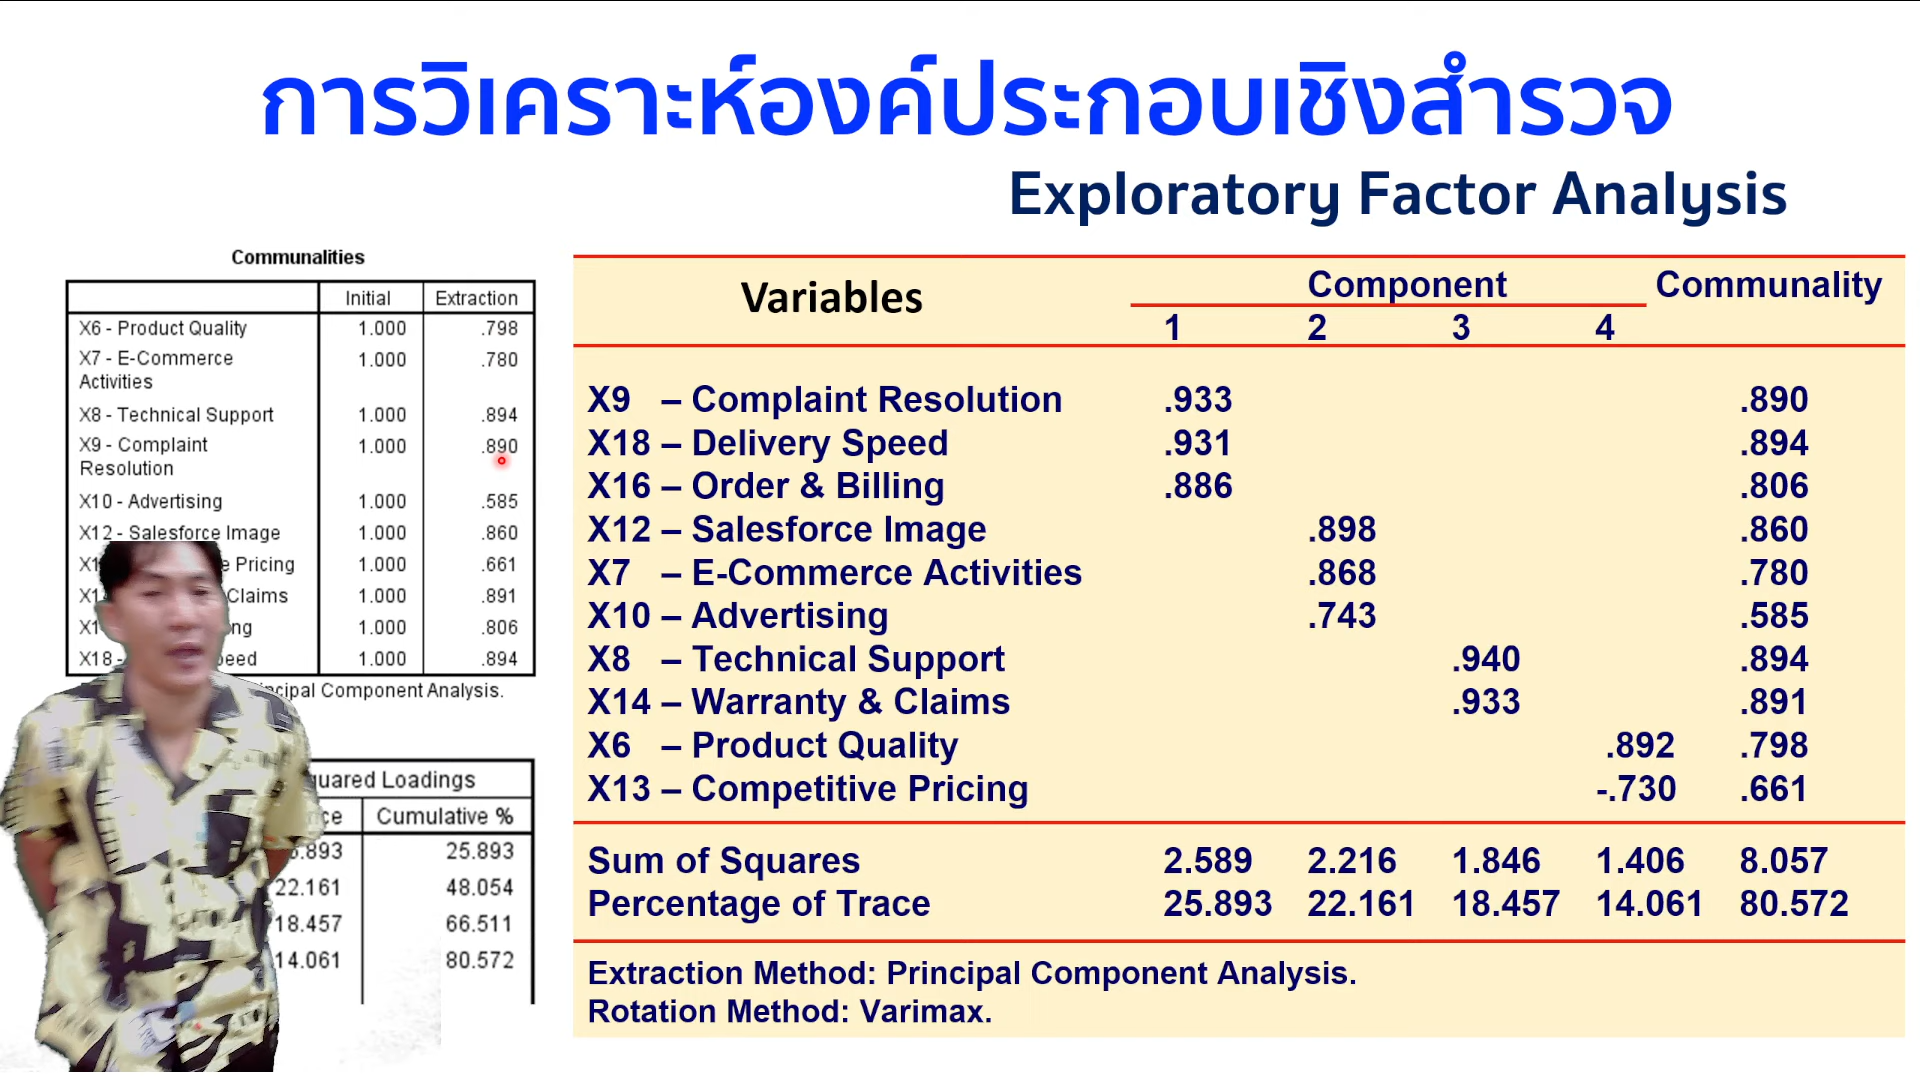 การวิเคราะห์องค์ประกอบเชิงสำรวจ
Exploratory Factor Analysis
Communalities
Initial Extraction
X6 - Product Quality 1.000 .798
X7 - E-Commerce 1.000 .780
Activities
X8 - Technical Support 1.000 .894
X9 - Complaint 1.000 .890
Resolution
X10 - Advertising 1.000 .585
X12 - Salesforce Image 1.000 .860
Pricing 1.000 .661
Claims 1.000 .891
1.000 .806
X18 - 1.000 .894
Component Analysis.
Loadings
Cumulative %
25.893
22.161 48.054
18.457 66.511
14.061 80.572
Variables Component Communality
1 2 3 4
X9 – Complaint Resolution .933 .890
X18 – Delivery Speed .931 .894
X16 – Order & Billing .886 .806
X12 – Salesforce Image .898 .860
X7 – E-Commerce Activities .868 .780
X10 – Advertising .743 .585
X8 – Technical Support .940 .894
X14 – Warranty & Claims .933 .891
X6 – Product Quality .892 .798
X13 – Competitive Pricing -.730 .661
Sum of Squares 2.589 2.216 1.846 1.406 8.057
Percentage of Trace 25.893 22.161 18.457 14.061 80.572
Extraction Method: Principal Component Analysis.
Rotation Method: Varimax.